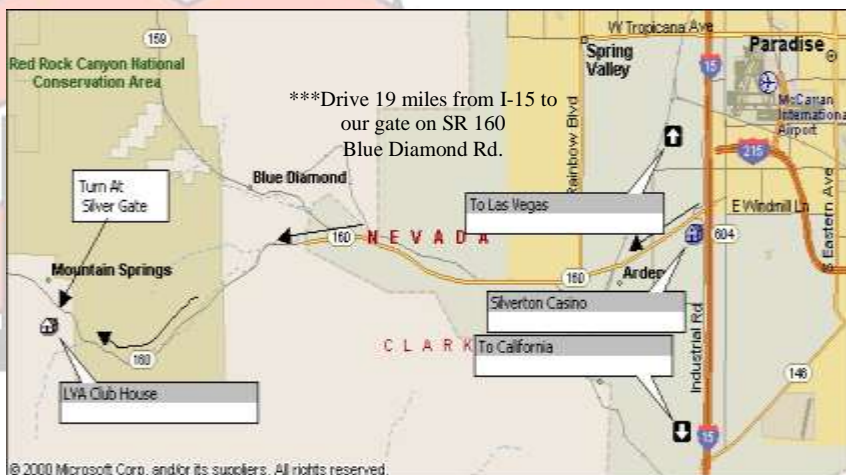 W Tropicana Ave
159
Spring
Valley
15
Paradise
Red Rock Canyon National
Conservation Area
***Drive 19 miles from I-15 to
our gate on SR 160
Blue Diamond Rd.
McCarran
International
Airport
Rainbow Blvd
215
Turn At
Silver Gate
Blue Diamond
To Las Vegas
E Windmill Ln
S Eastern Ave
160
NEVADA
604
Mountain Springs
160
Arden
Silverton Casino
Industrial Rd
CLARK
To California
160
146
LVA Club House
15
© 2000 Microsoft Corp. and/or its suppliers. All rights reserved.